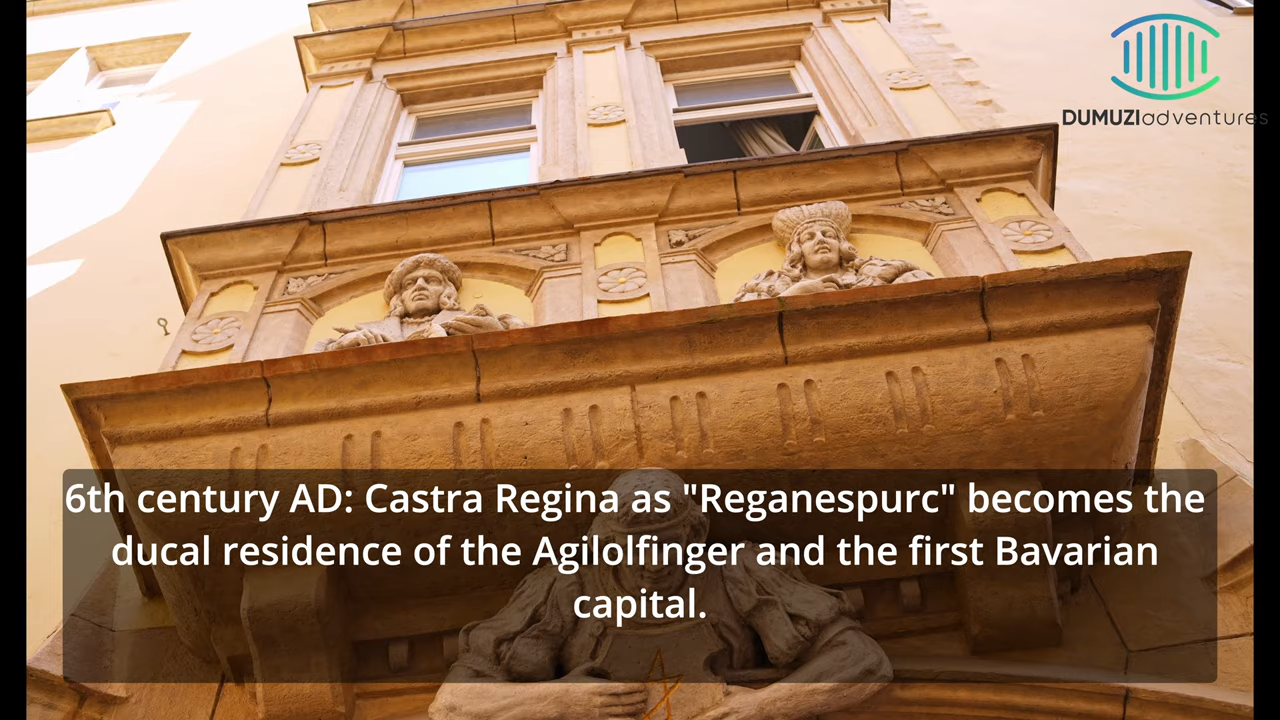 DUMUZIadventures
6th century AD: Castra Regina as "Reganespurc" becomes the
ducal residence of the Agilolfinger and the first Bavarian
capital.